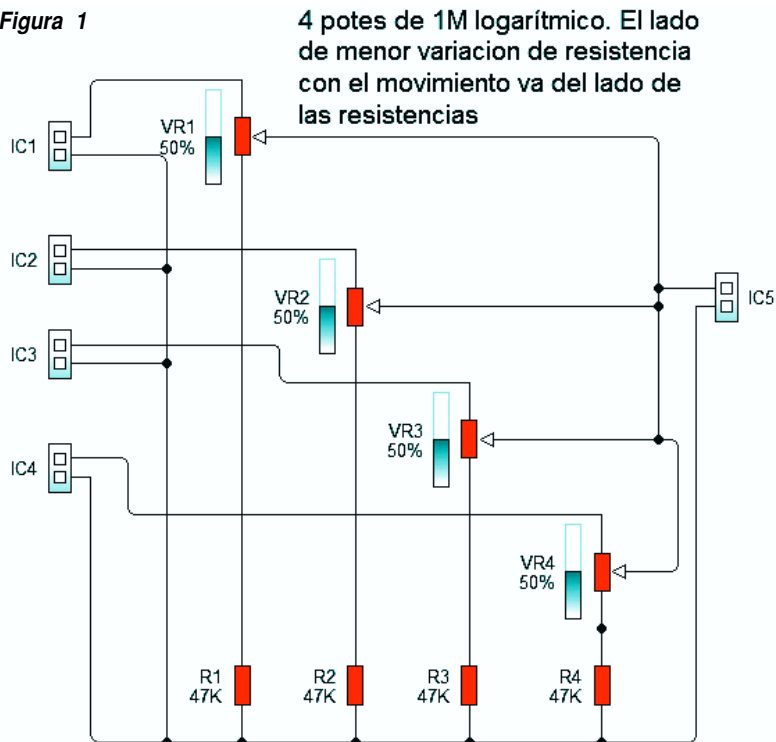 Figura 1
4 potes de 1M logarítmico. El lado
de menor variacion de resistencia
con el movimiento va del lado de
las resistencias
IC1
VR1
50%
IC2
VR2
50%
IC5
IC3
VR3
50%
IC4
VR4
50%
R1
47K
R2
47K
R3
47K
R4
47K